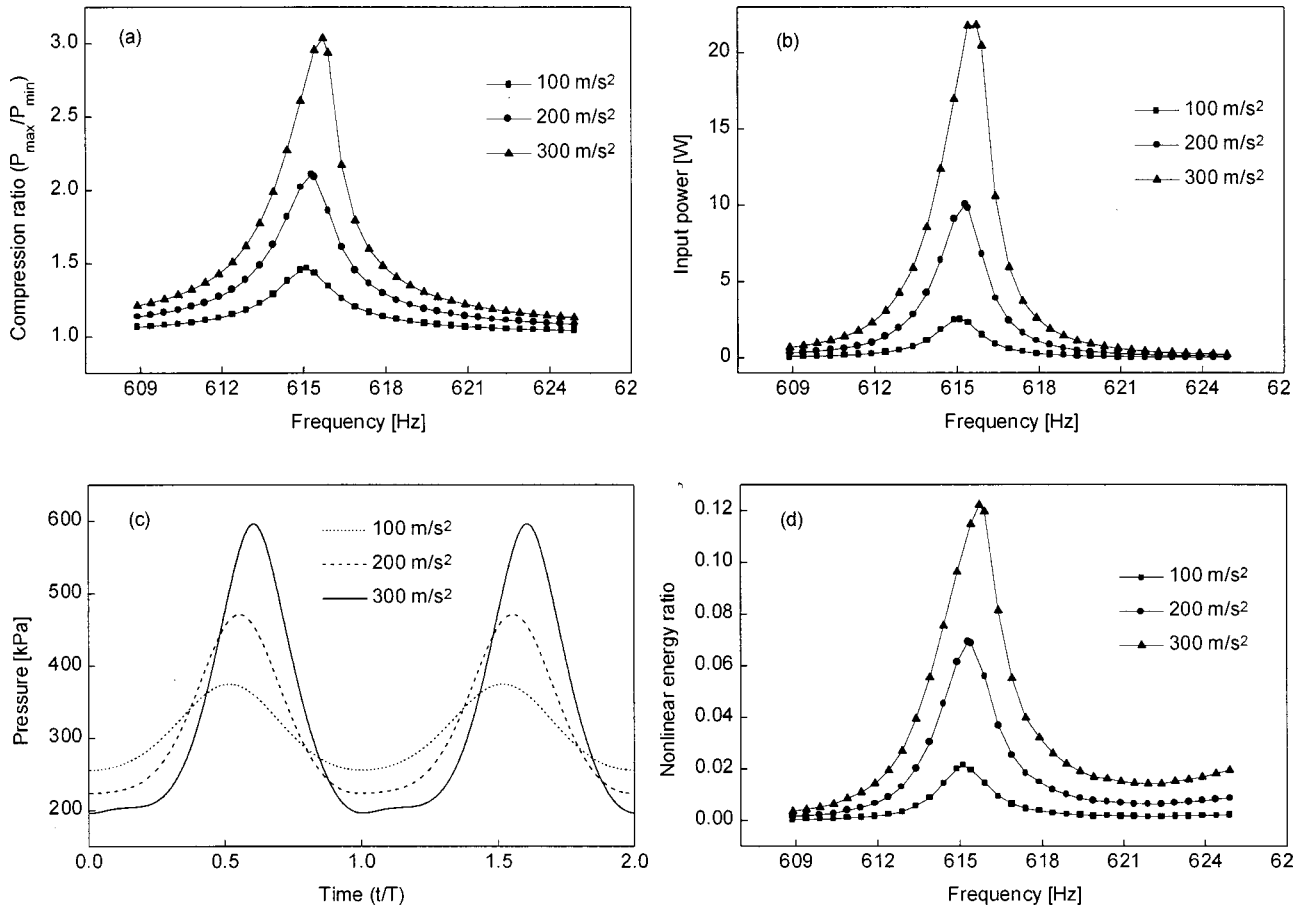 (a)
Compression ratio (Pmax/Pmin)
3.0
2.5
2.0
1.5
1.0
100 m/s²
200 m/s²
300 m/s²
609 612 615 618 621 624 62
Frequency [Hz]
(b)
Input power [W]
20
15
10
5
0
100 m/s²
200 m/s²
300 m/s²
609 612 615 618 621 624 62
Frequency [Hz]
(c)
Pressure [kPa]
600
500
400
300
200
100 m/s²
200 m/s²
300 m/s²
0.0 0.5 1.0 1.5 2.0
Time (t/T)
(d)
Nonlinear energy ratio
0.12
0.10
0.08
0.06
0.04
0.02
0.00
100 m/s²
200 m/s²
300 m/s²
609 612 615 618 621 624 62
Frequency [Hz]